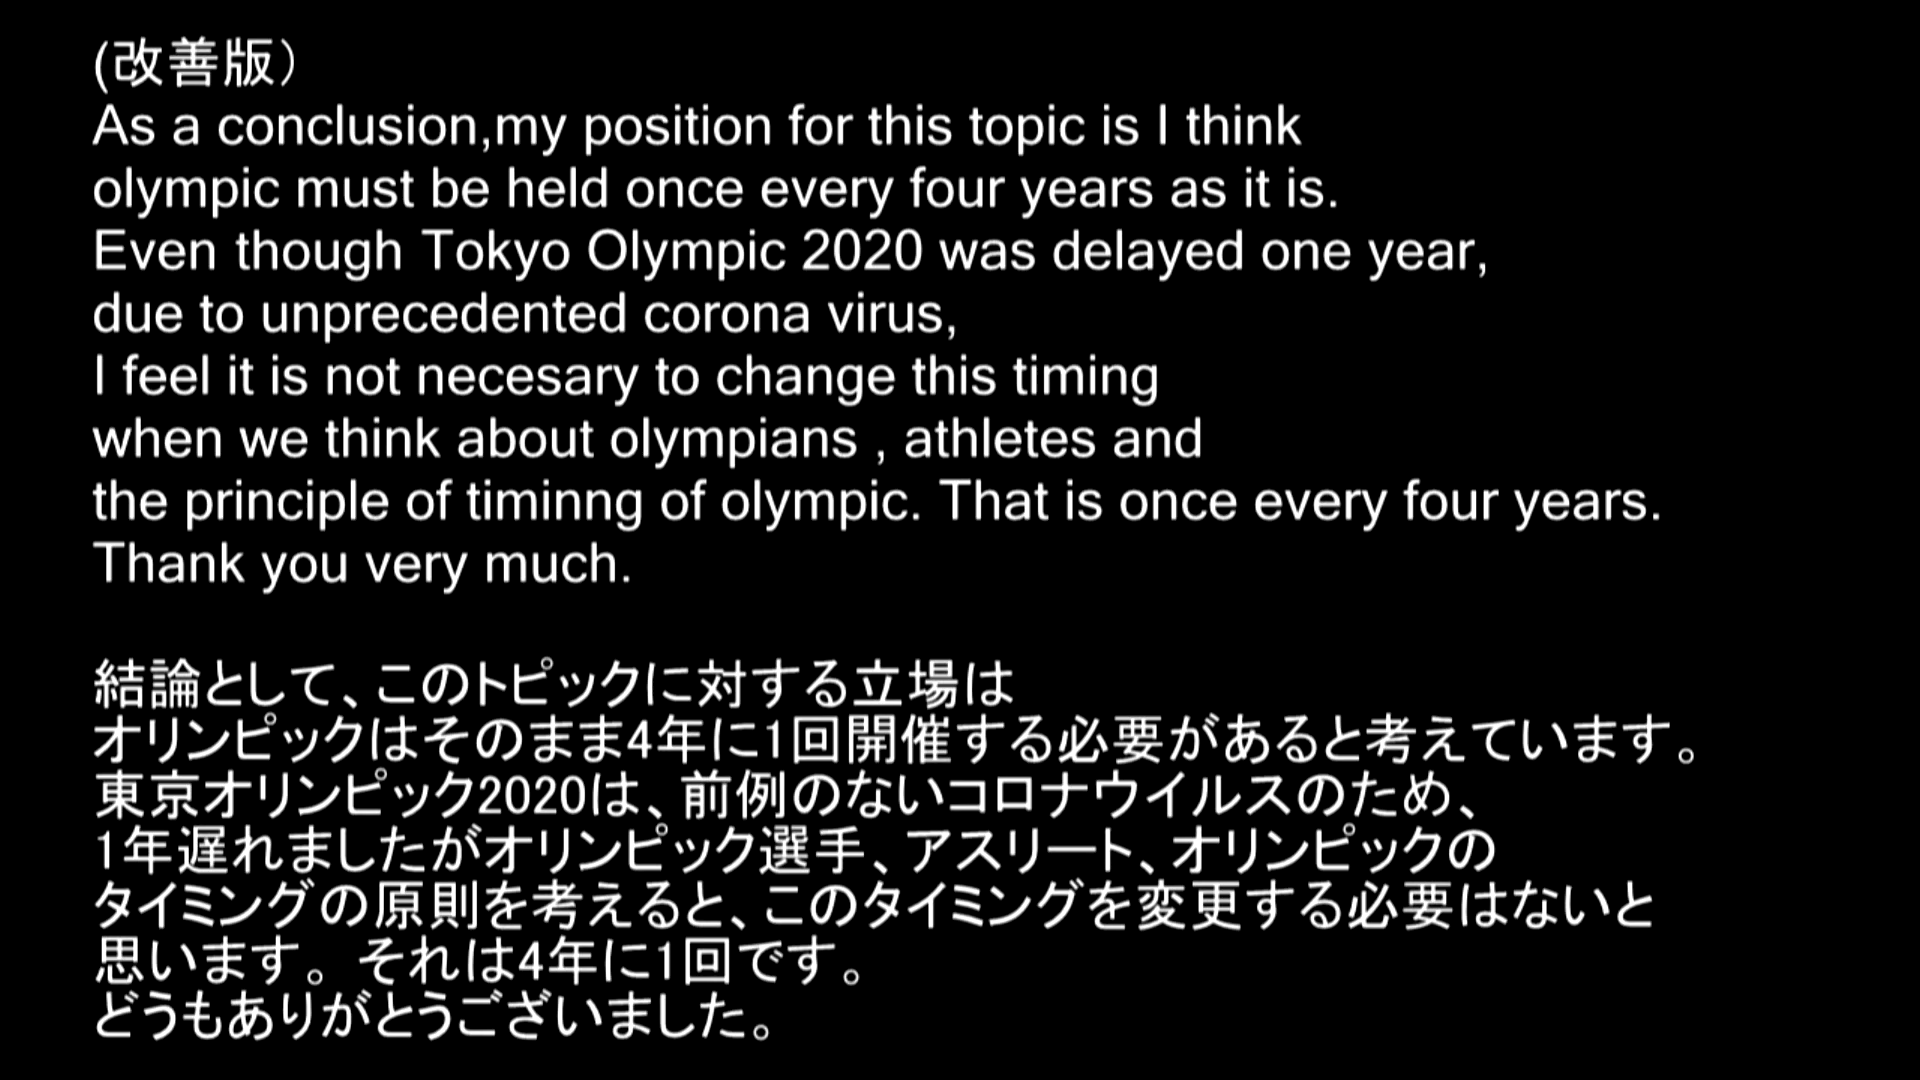 (改善版）
As a conclusion,my position for this topic is I think
olympic must be held once every four years as it is.
Even though Tokyo Olympic 2020 was delayed one year,
due to unprecedented corona virus,
I feel it is not necesary to change this timing
when we think about olympians , athletes and
the principle of timinng of olympic. That is once every four years.
Thank you very much.
結論として、このトピックに対する立場は
オリンピックはそのまま4年に1回開催する必要があると考えています。
東京オリンピック2020は、前例のないコロナウイルスのため、
1年遅れましたがオリンピック選手、アスリート、オリンピックの
タイミングの原則を考えると、このタイミングを変更する必要はないと
思います。それは4年に1回です。
どうもありがとうございました。